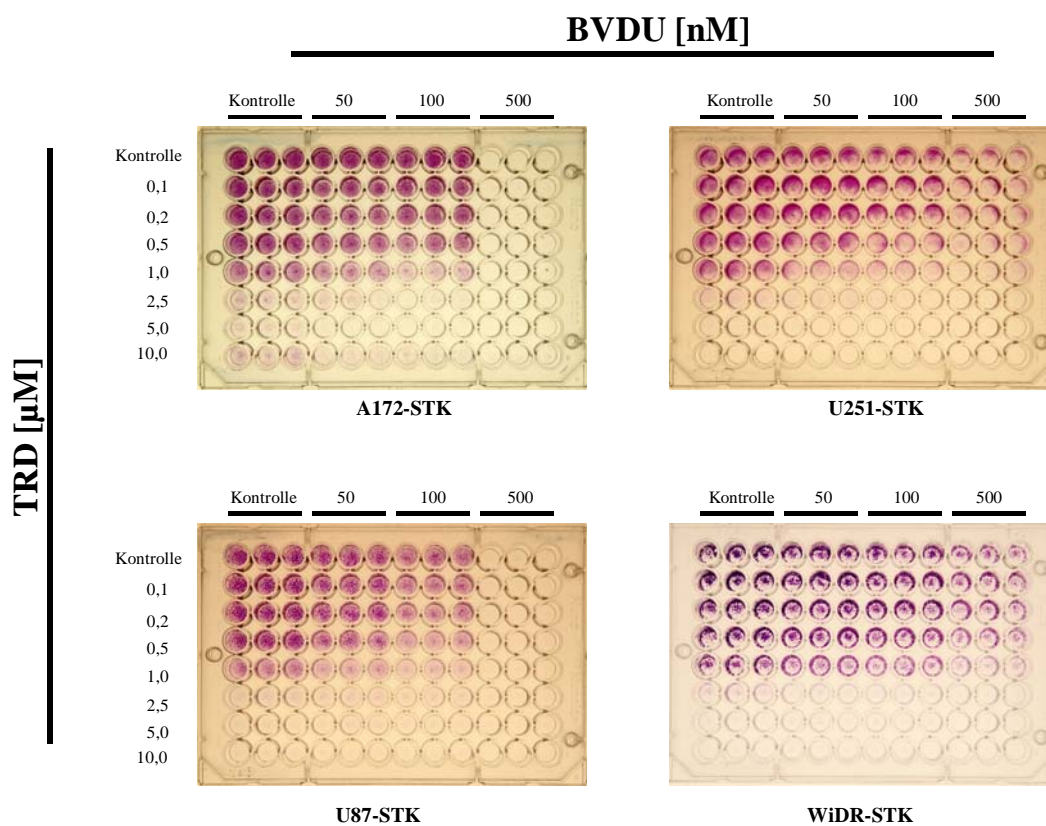 BVDU [nM]
TRD [µM]
Kontrolle 50 100 500
Kontrolle 50 100 500
Kontrolle
0,1
0,2
0,5
1,0
2,5
5,0
10,0
A172-STK
U251-STK
Kontrolle 50 100 500
Kontrolle 50 100 500
Kontrolle
0,1
0,2
0,5
1,0
2,5
5,0
10,0
U87-STK
WiDR-STK